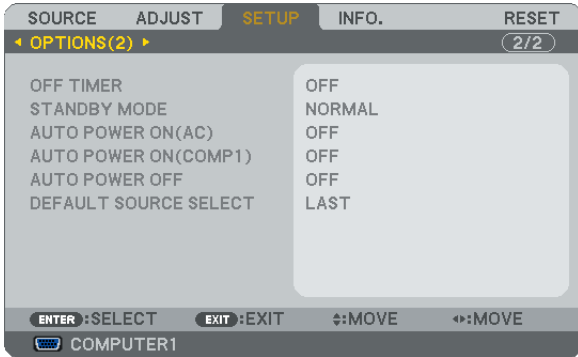 SOURCE ADJUST SETUP INFO. RESET
OPTIONS(2) 2/2
OFF TIMER OFF
STANDBY MODE NORMAL
AUTO POWER ON(AC) OFF
AUTO POWER ON(COMP1) OFF
AUTO POWER OFF OFF
DEFAULT SOURCE SELECT LAST
ENTER :SELECT EXIT :EXIT :MOVE :MOVE
COMPUTER1